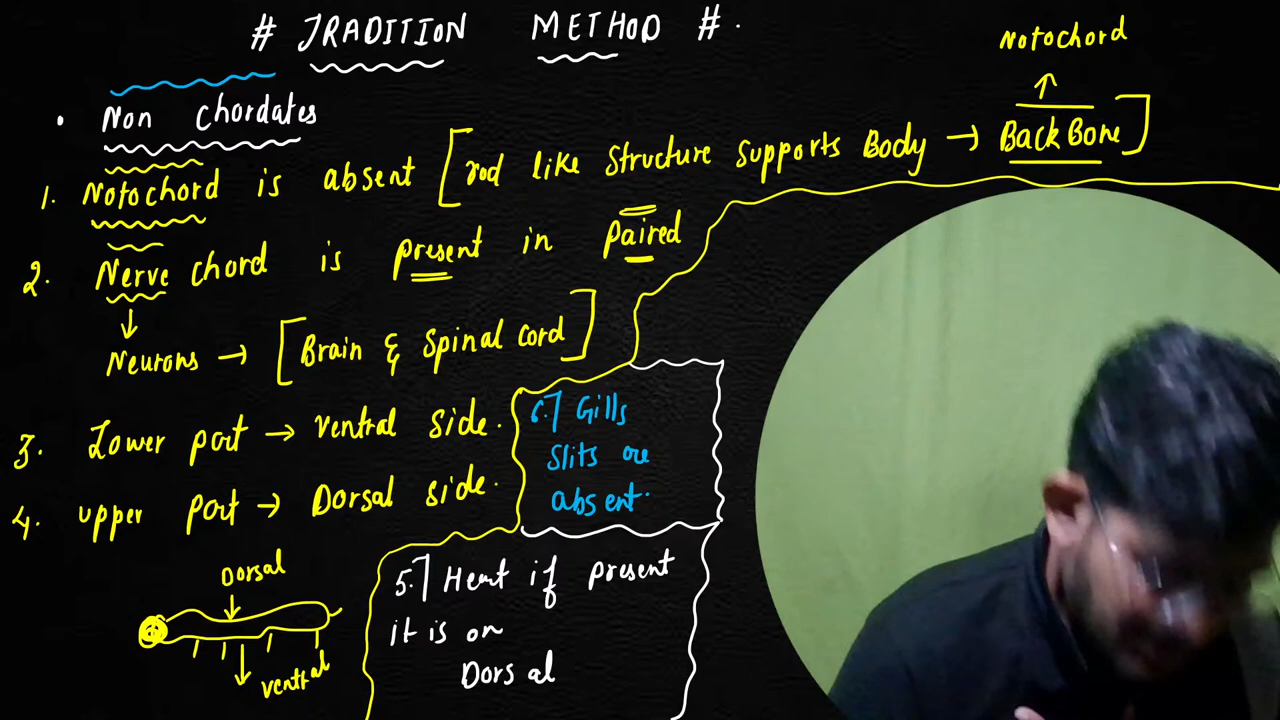 # TRADITION METHOD #.
Notochord
↑
• Non Chordates
1. Notochord is absent [rod like Structure Supports Body → BackBone]
2. Nerve chord is present in paired
↓
Neurons → [Brain & Spinal Cord]
3. Lower part → ventral side.
4. upper part → Dorsal side.
6.] Gills
Slits are
absent.
5.] Heart if present
it is on
Dorsal
Dorsal
ventral